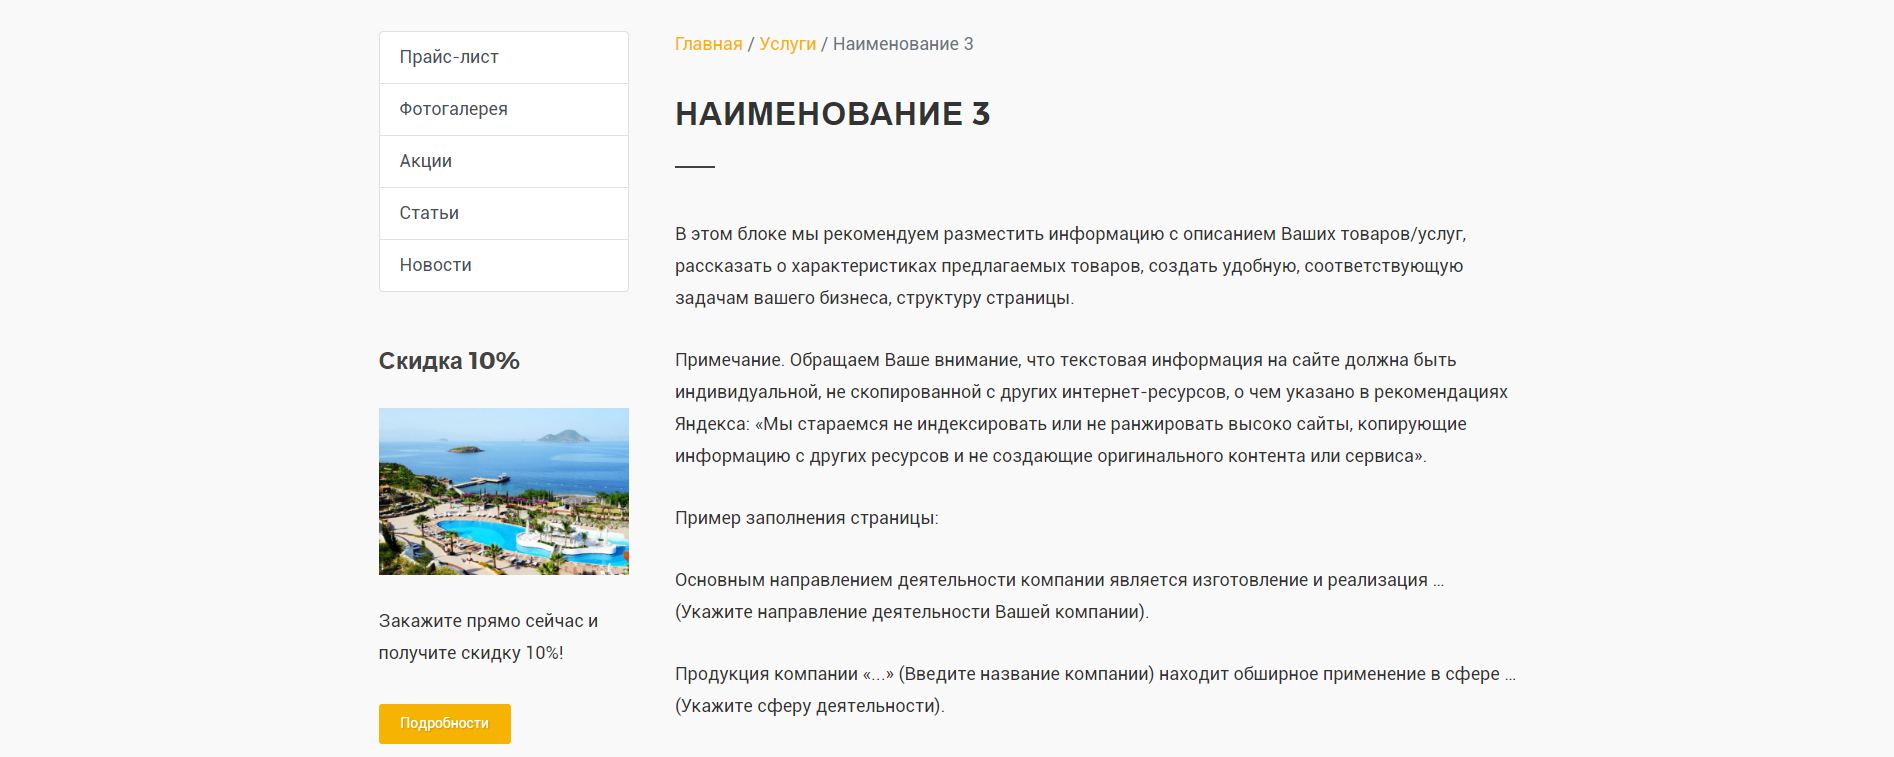 Прайс-лист
Фотогалерея
Акции
Статьи
Новости
Скидка 10%
Закажите прямо сейчас и
получите скидку 10%!
Подробности
Главная / Услуги / Наименование 3
НАИМЕНОВАНИЕ 3
В этом блоке мы рекомендуем разместить информацию с описанием Ваших товаров/услуг,
рассказать о характеристиках предлагаемых товаров, создать удобную, соответствующую
задачам вашего бизнеса, структуру страницы.
Примечание. Обращаем Ваше внимание, что текстовая информация на сайте должна быть
индивидуальной, не скопированной с других интернет-ресурсов, о чем указано в рекомендациях
Яндекса: «Мы стараемся не индексировать или не ранжировать высоко сайты, копирующие
информацию с других ресурсов и не создающие оригинального контента или сервиса».
Пример заполнения страницы:
Основным направлением деятельности компании является изготовление и реализация ...
(Укажите направление деятельности Вашей компании).
Продукция компании «...» (Введите название компании) находит обширное применение в сфере ...
(Укажите сферу деятельности).